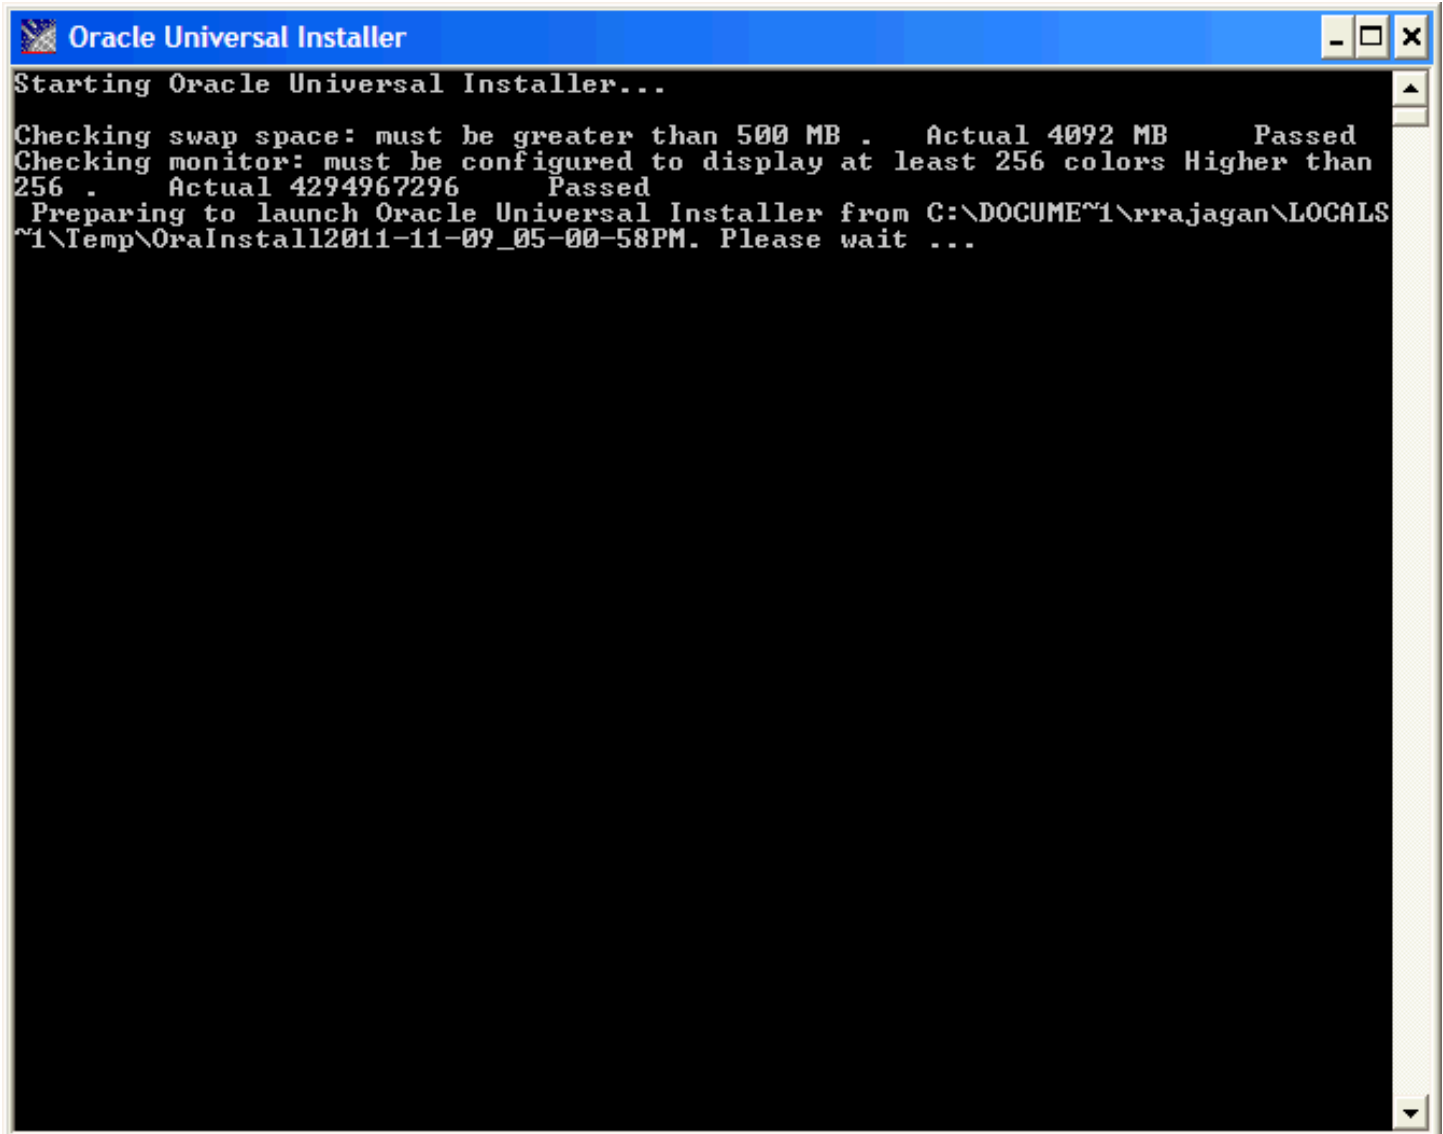 Oracle Universal Installer
Starting Oracle Universal Installer...
Checking swap space: must be greater than 500 MB .   Actual 4092 MB     Passed
Checking monitor: must be configured to display at least 256 colors Higher than
256 .    Actual 4294967296     Passed
 Preparing to launch Oracle Universal Installer from C:\DOCUME~1\rrajagan\LOCALS
~1\Temp\OraInstall2011-11-09_05-00-58PM. Please wait ...